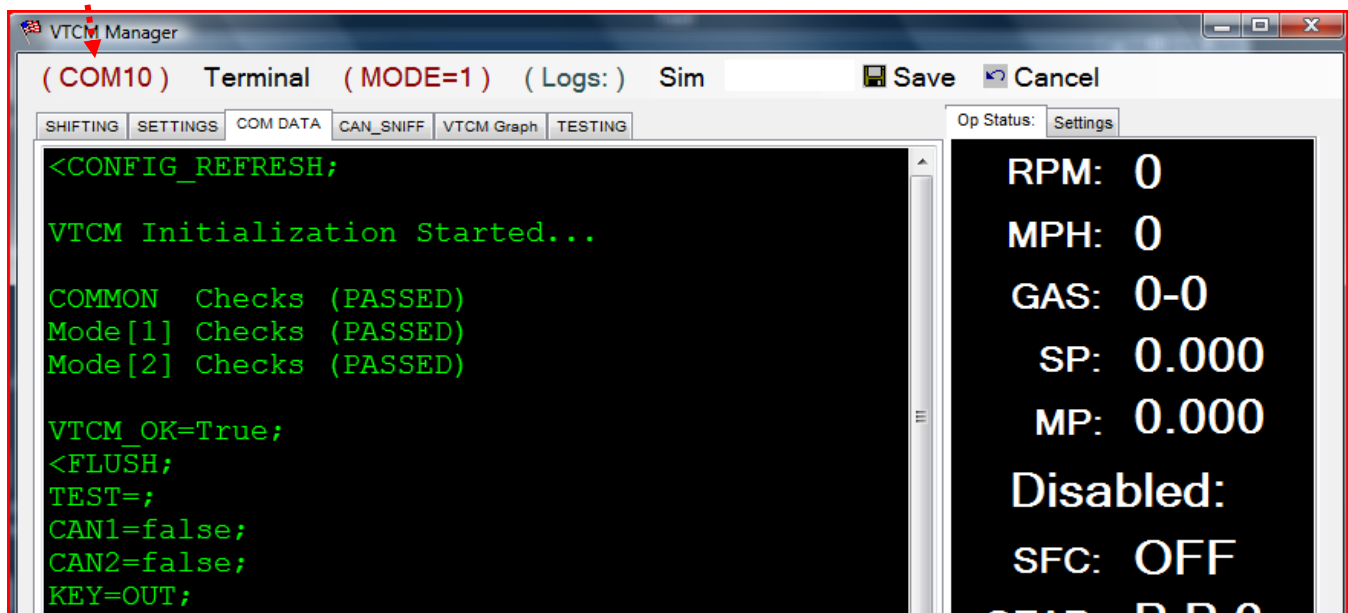 VTCM Manager
( COM10 ) Terminal ( MODE=1 ) ( Logs: ) Sim Save Cancel
SHIFTING SETTINGS COM DATA CAN_SNIFF VTCM Graph TESTING
Op Status: Settings
<CONFIG_REFRESH;
VTCM Initialization Started...
COMMON  Checks (PASSED)
Mode[1] Checks (PASSED)
Mode[2] Checks (PASSED)
VTCM_OK=True;
<FLUSH;
TEST=;
CAN1=false;
CAN2=false;
KEY=OUT;
RPM: 0
MPH: 0
GAS: 0-0
SP: 0.000
MP: 0.000
Disabled:
SFC: OFF